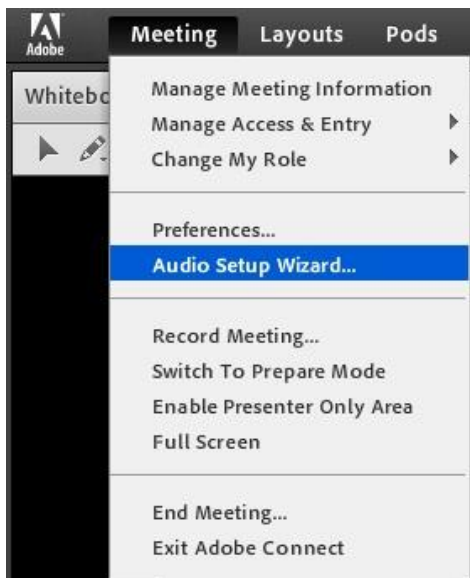 Adobe
Meeting Layouts Pods
Whitebo
Manage Meeting Information
Manage Access & Entry
Change My Role
Preferences...
Audio Setup Wizard...
Record Meeting...
Switch To Prepare Mode
Enable Presenter Only Area
Full Screen
End Meeting...
Exit Adobe Connect